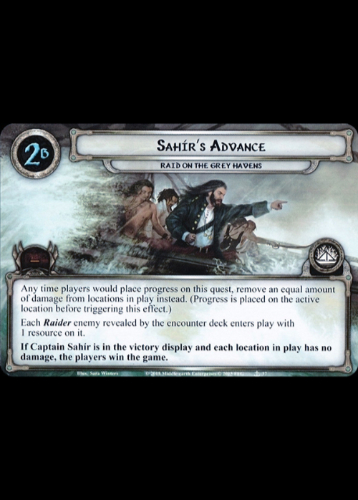 2B
Sahír's Advance
Raid on the Grey Havens
Any time players would place progress on this quest, remove an equal amount
of damage from locations in play instead. (Progress is placed on the active
location before triggering this effect.)
Each Raider enemy revealed by the encounter deck enters play with
1 resource on it.
If Captain Sahír is in the victory display and each location in play has no
damage, the players win the game.